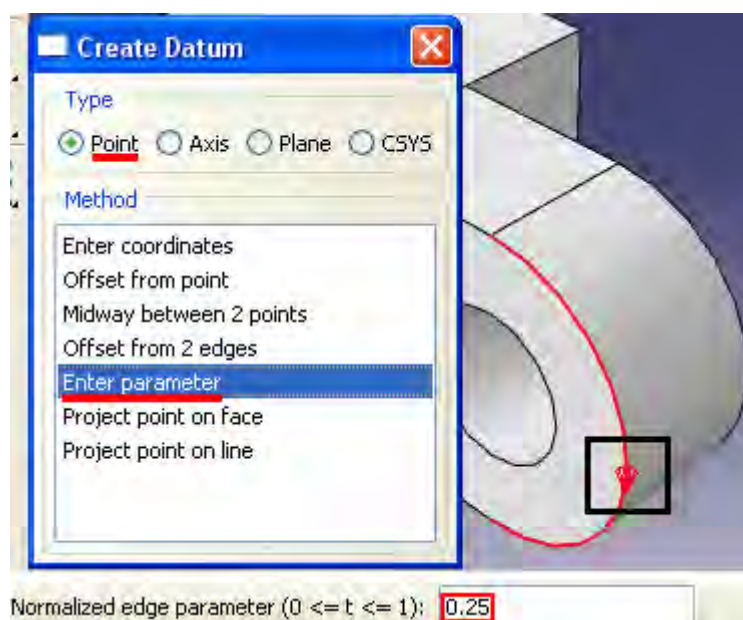 Create Datum
Type
Point Axis Plane CSYS
Method
Enter coordinates
Offset from point
Midway between 2 points
Offset from 2 edges
Enter parameter
Project point on face
Project point on line
Normalized edge parameter (0 <= t <= 1): 0.25